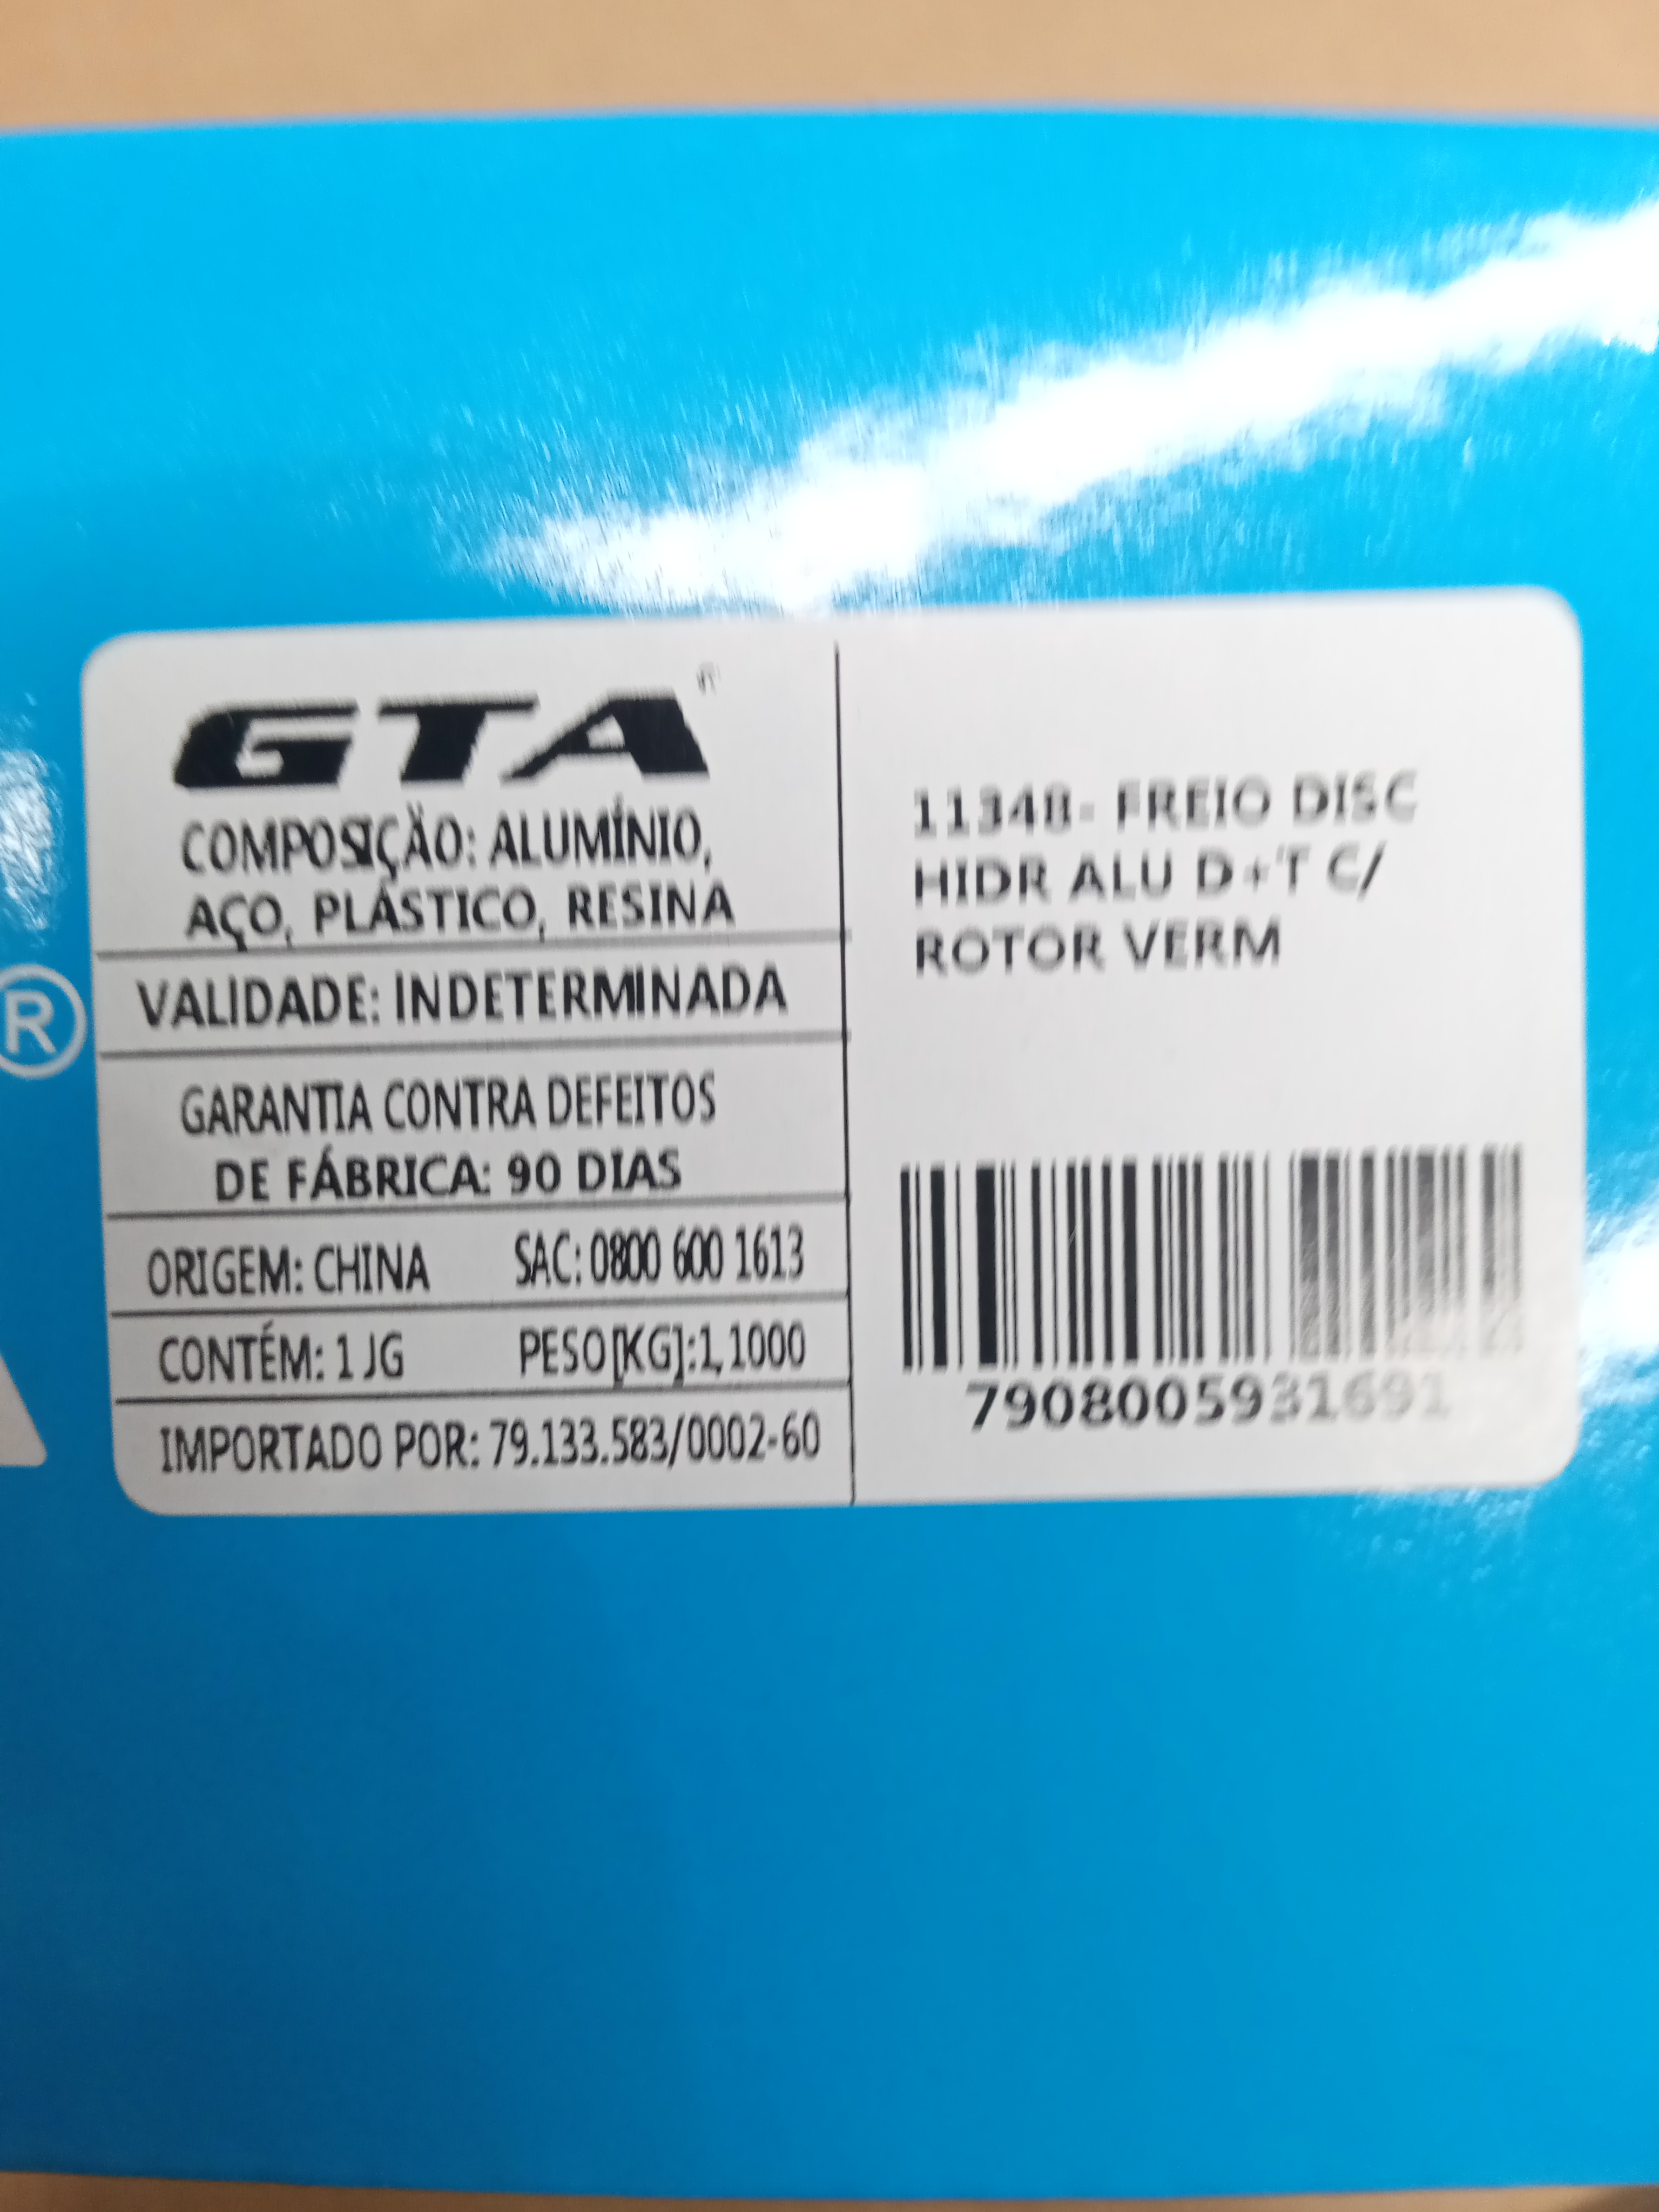 GTA®
COMPOSIÇÃO: ALUMÍNIO,
AÇO, PLÁSTICO, RESINA
VALIDADE: INDETERMINADA
GARANTIA CONTRA DEFEITOS
DE FÁBRICA: 90 DIAS
ORIGEM: CHINA SAC: 0800 600 1613
CONTÉM: 1 JG PESO[KG]:1,1000
IMPORTADO POR: 79.133.583/0002-60
11348- FREIO DISC
HIDR ALU D+T C/
ROTOR VERM
7908005931691
®